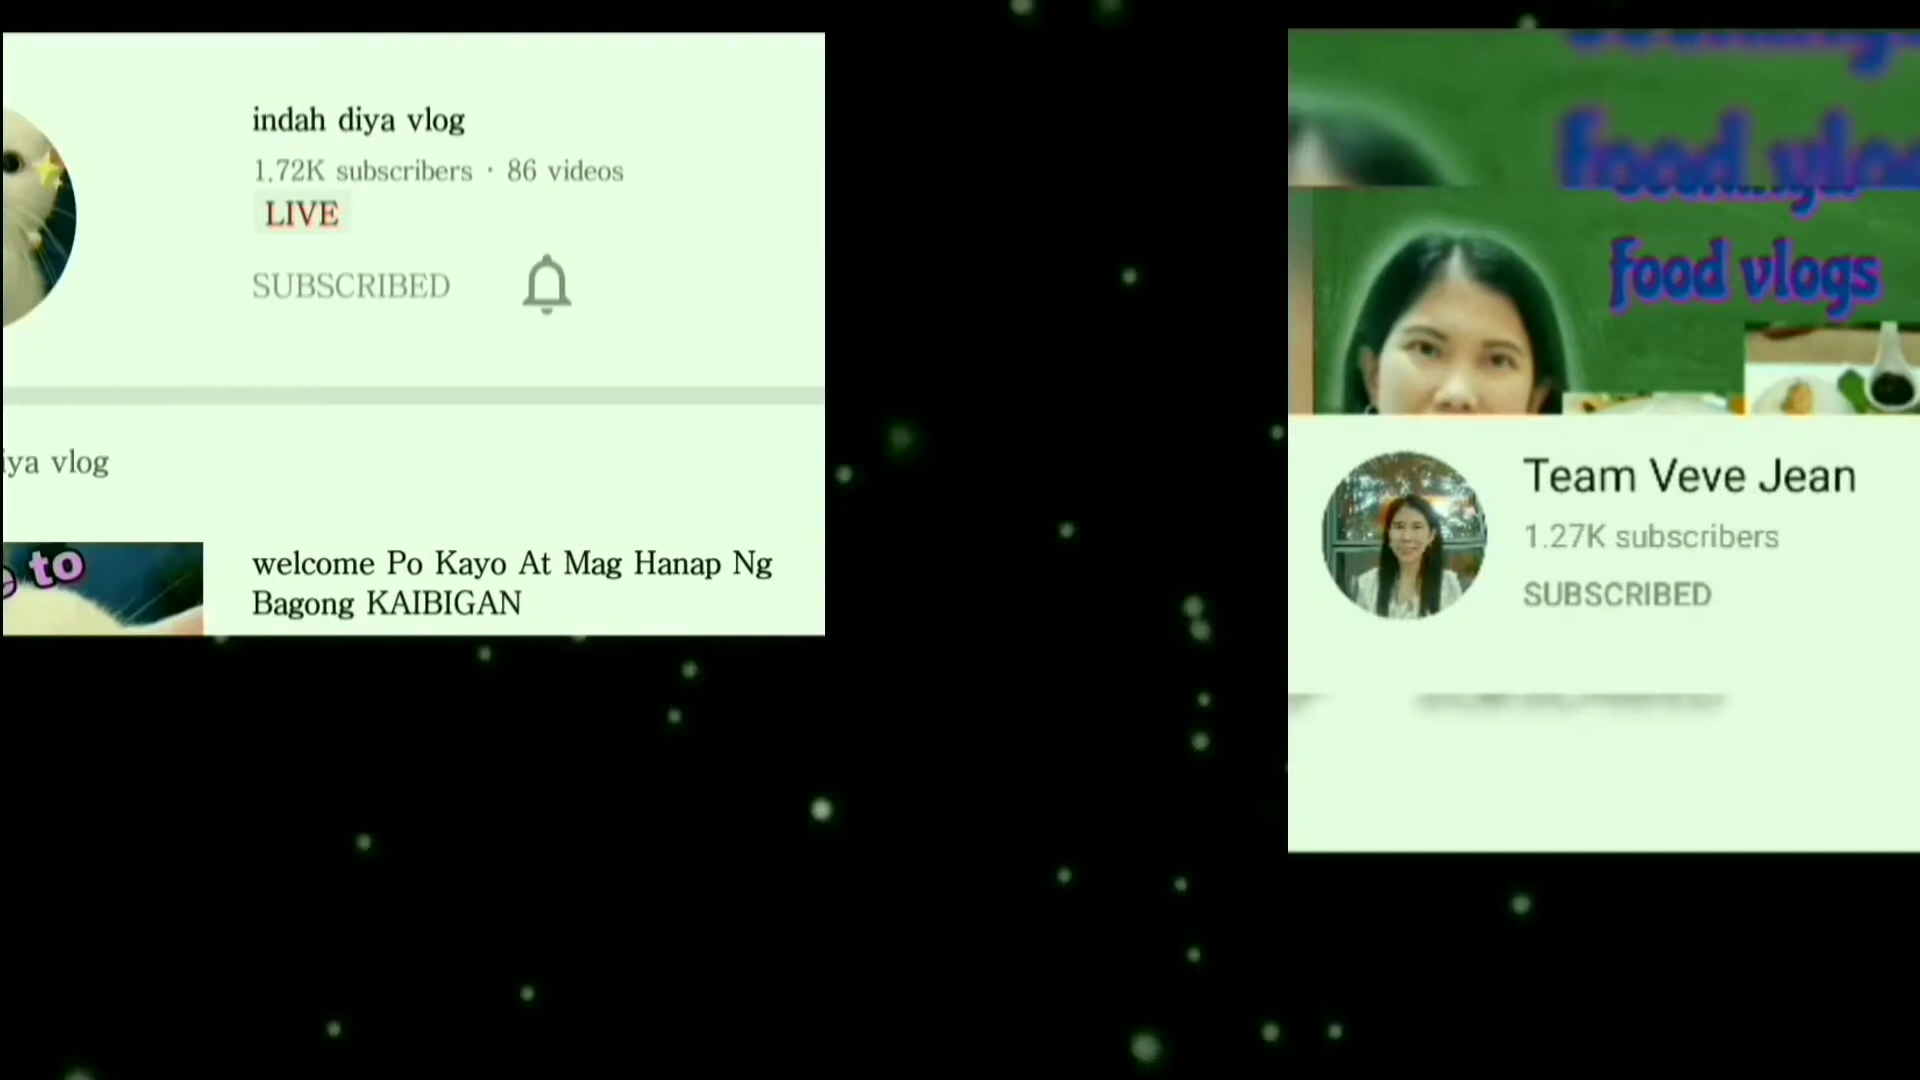 indah diya vlog
1.72K subscribers · 86 videos
LIVE
SUBSCRIBED
iya vlog
to
welcome Po Kayo At Mag Hanap Ng
Bagong KAIBIGAN
food vlogs
Team Veve Jean
1.27K subscribers
SUBSCRIBED